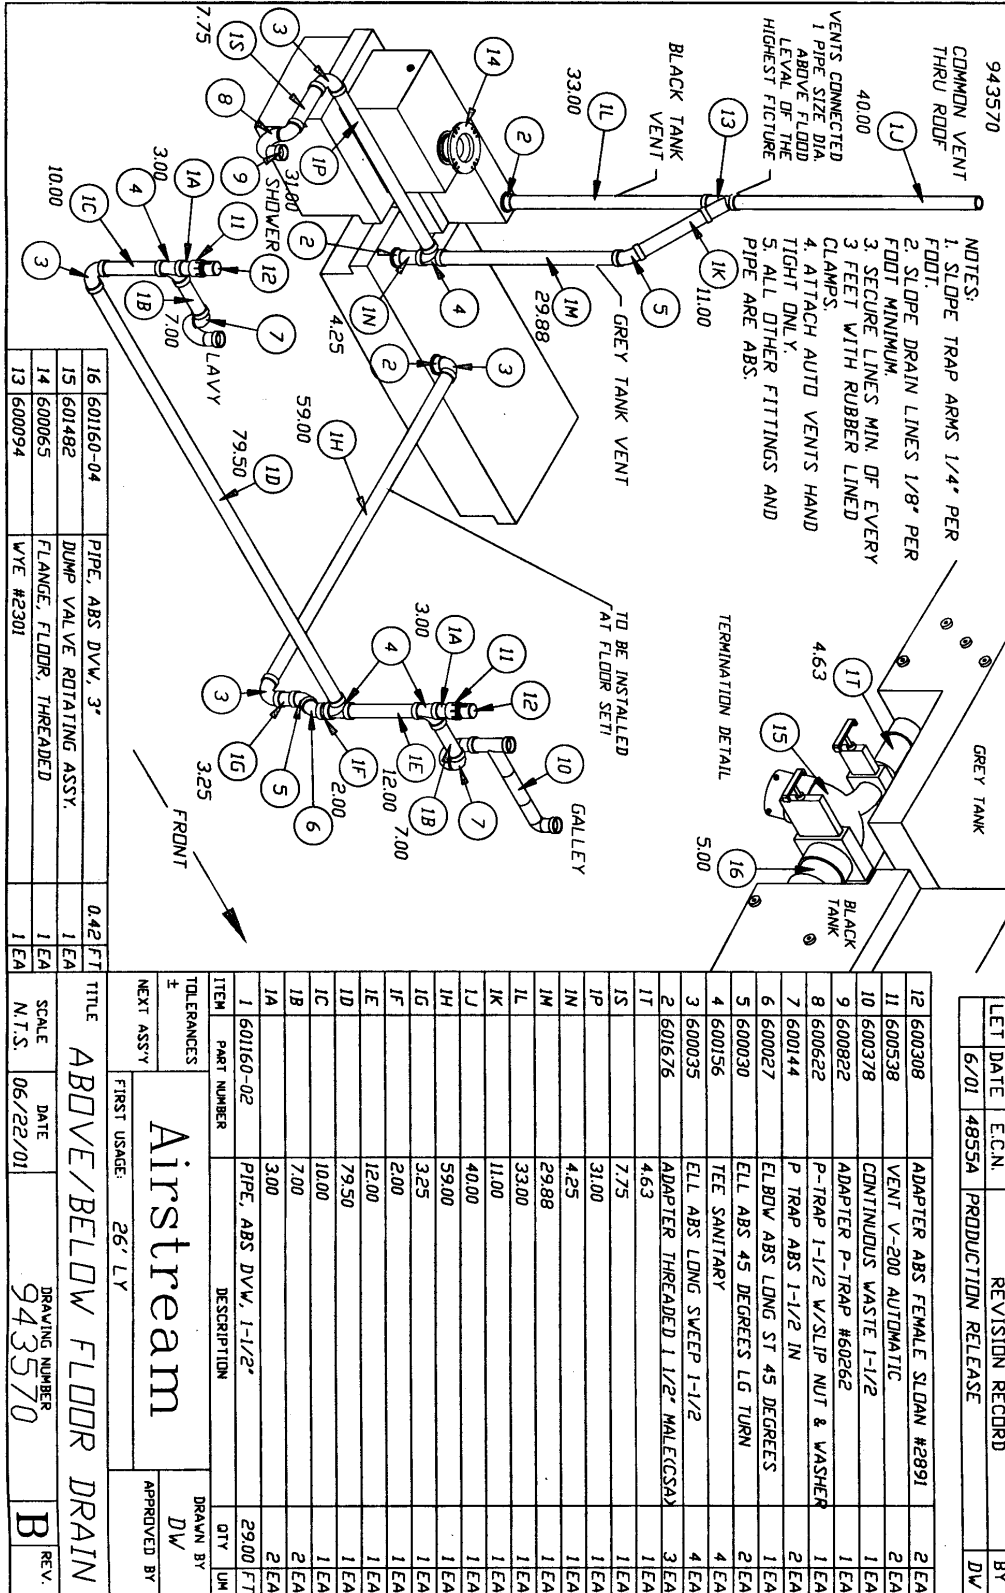 943570
COMMON VENT
THRU ROOF
40.00
1J
VENTS CONNECTED
1 PIPE SIZE DIA.
ABOVE FLOOD
LEVAL OF THE
HIGHEST FICTURE
13
1K
11.00
5
BLACK TANK
VENT
1L
33.00
2
14
GREY TANK VENT
1M
29.88
4
1N
4.25
2
3
1S
7.75
1P
31.00
8
9
SHOWER
2
3
NOTES:
1. SLOPE TRAP ARMS 1/4" PER
FOOT.
2. SLOPE DRAIN LINES 1/8" PER
FOOT MINIMUM.
3. SECURE LINES MIN. OF EVERY
3 FEET WITH RUBBER LINED
CLAMPS.
4. ATTACH AUTO VENTS HAND
TIGHT ONLY.
5. ALL OTHER FITTINGS AND
PIPE ARE ABS.
GREY TANK
1T
4.63
15
16
5.00
BLACK
TANK
TERMINATION DETAIL
12
11
1A
3.00
4
1C
10.00
3
1B
7.00
7
LAVY
1H
59.00
1D
79.50
TO BE INSTALLED
AT FLOOR SET!
12
11
1A
3.00
4
10
GALLEY
7
1B
7.00
1E
12.00
1F
2.00
6
5
1G
3.25
3
FRONT
16 601160-04 PIPE, ABS DVW, 3" 0.42 FT
15 601482 DUMP VALVE ROTATING ASSY. 1 EA
14 600065 FLANGE, FLOOR, THREADED 1 EA
13 600094 WYE #2301 1 EA
LET DATE E.C.N. REVISION RECORD BY
6/01 4855A PRODUCTION RELEASE DW
12 600308 ADAPTER ABS FEMALE SLOAN #2891 2 EA
11 600538 VENT V-200 AUTOMATIC 2 EA
10 600378 CONTINUOUS WASTE 1-1/2 1 EA
9 600822 ADAPTER P-TRAP #60262 1 EA
8 600622 P-TRAP 1-1/2 W/SLIP NUT & WASHER 1 EA
7 600144 P TRAP ABS 1-1/2 IN 2 EA
6 600027 ELBOW ABS LONG ST 45 DEGREES 1 EA
5 600030 ELL ABS 45 DEGREES LG TURN 2 EA
4 600156 TEE SANITARY 4 EA
3 600035 ELL ABS LONG SWEEP 1-1/2 4 EA
2 601676 ADAPTER THREADED 1 1/2" MALE(CSA) 3 EA
1T 4.63 1 EA
1S 7.75 1 EA
1P 31.00 1 EA
1N 4.25 1 EA
1M 29.88 1 EA
1L 33.00 1 EA
1K 11.00 1 EA
1J 40.00 1 EA
1H 59.00 1 EA
1G 3.25 1 EA
1F 2.00 1 EA
1E 12.00 1 EA
1D 79.50 1 EA
1C 10.00 1 EA
1B 7.00 2 EA
1A 3.00 2 EA
1 601160-02 PIPE, ABS DVW, 1-1/2" 29.00 FT
ITEM PART NUMBER DESCRIPTION QTY UM
TOLERANCES
±
Airstream
DRAWN BY
DW
NEXT ASS'Y
FIRST USAGE: 26' LY
APPROVED BY
TITLE ABOVE/BELOW FLOOR DRAIN
SCALE
N.T.S.
DATE
06/22/01
DRAWING NUMBER
943570
B
REV.